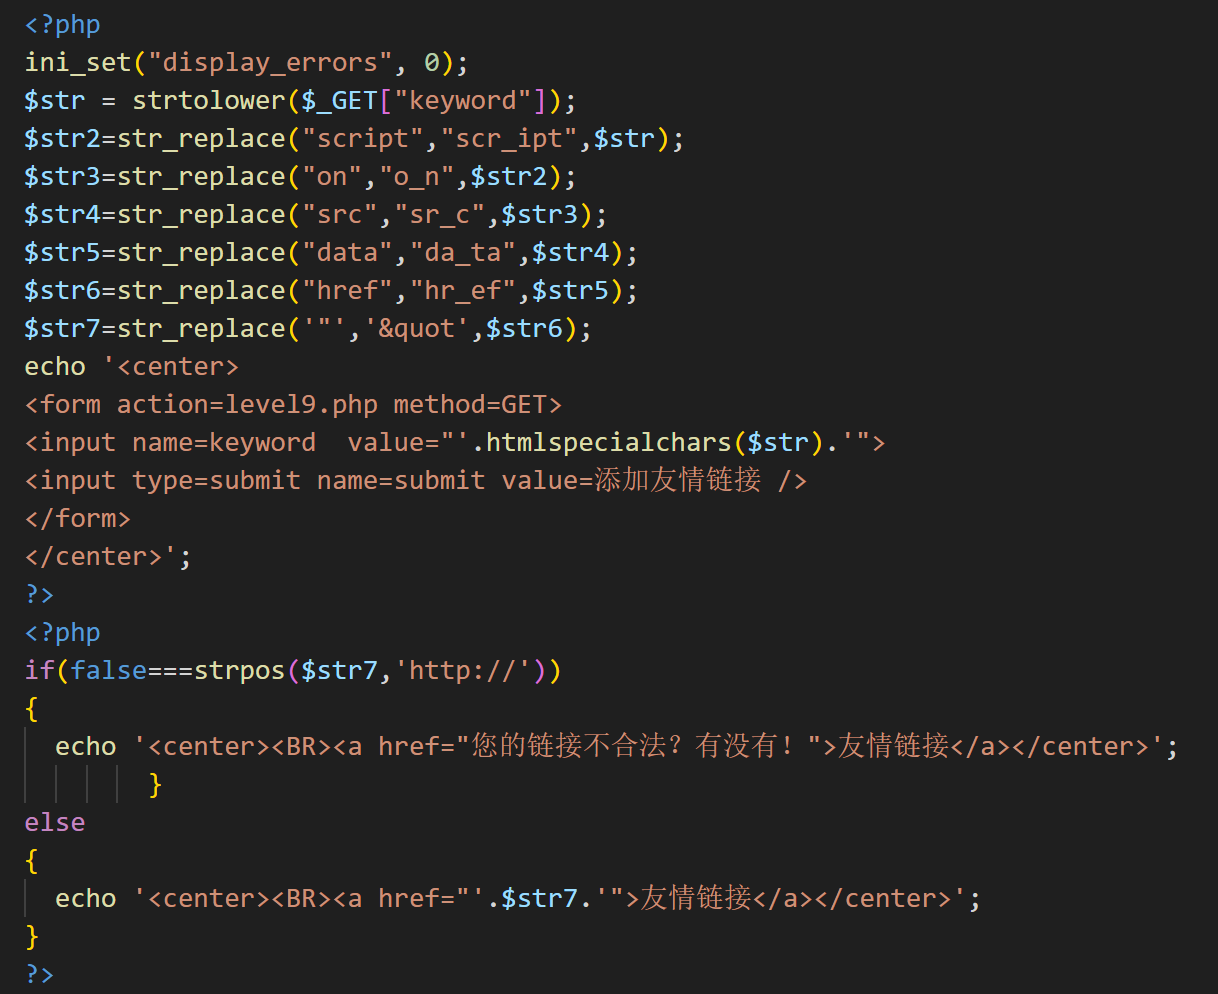 <?php
ini_set("display_errors", 0);
$str = strtolower($_GET["keyword"]);
$str2=str_replace("script","scr_ipt",$str);
$str3=str_replace("on","o_n",$str2);
$str4=str_replace("src","sr_c",$str3);
$str5=str_replace("data","da_ta",$str4);
$str6=str_replace("href","hr_ef",$str5);
$str7=str_replace('"','&quot',$str6);
echo '<center>
<form action=level9.php method=GET>
<input name=keyword  value="'.htmlspecialchars($str).'">
<input type=submit name=submit value=添加友情链接 />
</form>
</center>';
?>
<?php
if(false===strpos($str7,'http://'))
{
  echo '<center><BR><a href="您的链接不合法？有没有！">友情链接</a></center>';
        }
else
{
  echo '<center><BR><a href="'.$str7.'">友情链接</a></center>';
}
?>